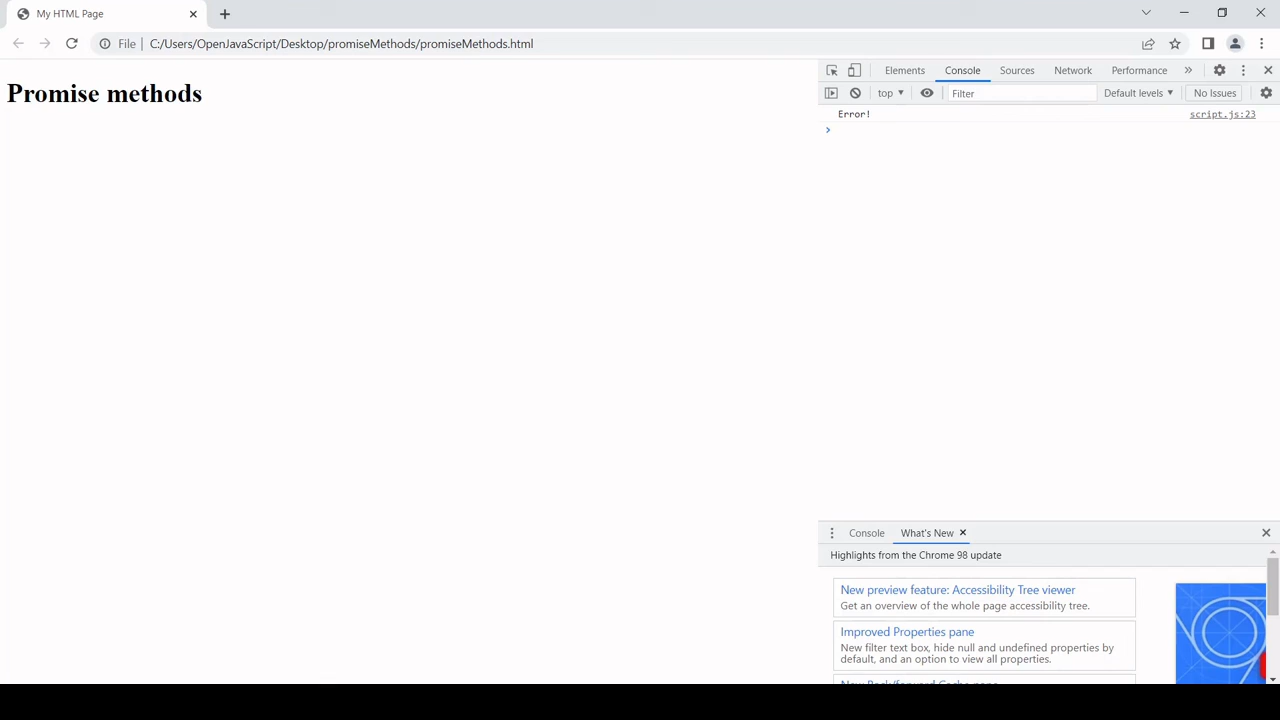 My HTML Page
File C:/Users/OpenJavaScript/Desktop/promiseMethods/promiseMethods.html
Promise methods
Elements Console Sources Network Performance »
top Filter Default levels No Issues
Error! script.js:23
Console What's New
Highlights from the Chrome 98 update
New preview feature: Accessibility Tree viewer
Get an overview of the whole page accessibility tree.
Improved Properties pane
New filter text box, hide null and undefined properties by
default, and an option to view all properties.